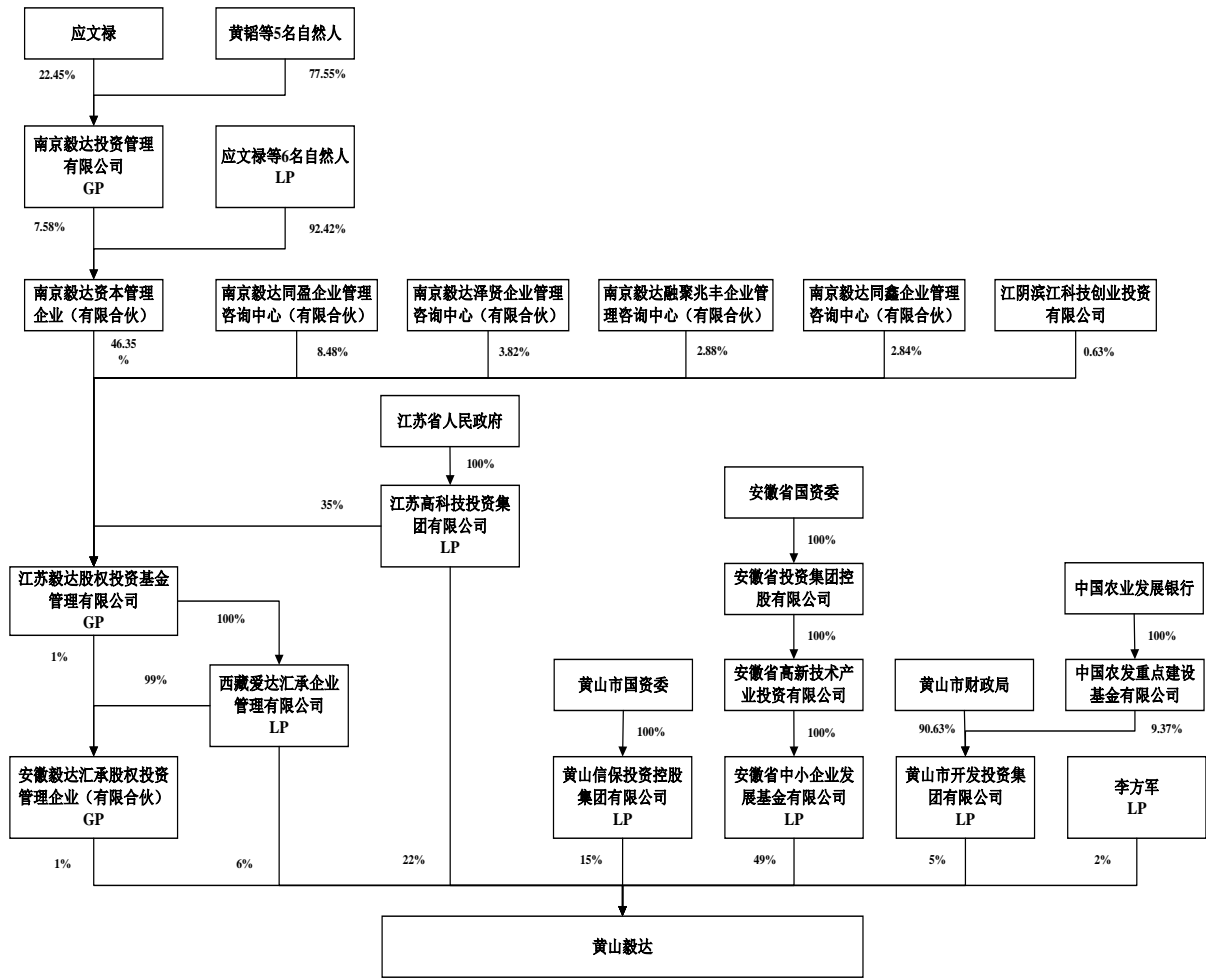 应文禄
黄韬等5名自然人
22.45%
77.55%
南京毅达投资管理
有限公司
GP
应文禄等6名自然人
LP
7.58%
92.42%
南京毅达资本管理
企业（有限合伙）
南京毅达同盈企业管理
咨询中心（有限合伙）
南京毅达泽贤企业管理
咨询中心（有限合伙）
南京毅达融聚兆丰企业管
理咨询中心（有限合伙）
南京毅达同鑫企业管理
咨询中心（有限合伙）
江阴滨江科技创业投资
有限公司
46.35
%
8.48%
3.82%
2.88%
2.84%
0.63%
江苏省人民政府
100%
35%
江苏高科技投资集
团有限公司
LP
安徽省国资委
100%
江苏毅达股权投资基金
管理有限公司
GP
100%
安徽省投资集团控
股有限公司
中国农业发展银行
100%
100%
1%
99%
西藏爱达汇承企业
管理有限公司
LP
黄山市国资委
安徽省高新技术产
业投资有限公司
黄山市财政局
中国农发重点建设
基金有限公司
100%
100%
90.63%
9.37%
安徽毅达汇承股权投资
管理企业（有限合伙）
GP
黄山信保投资控股
集团有限公司
LP
安徽省中小企业发
展基金有限公司
LP
黄山市开发投资集
团有限公司
LP
李方军
LP
1%
6%
22%
15%
49%
5%
2%
黄山毅达